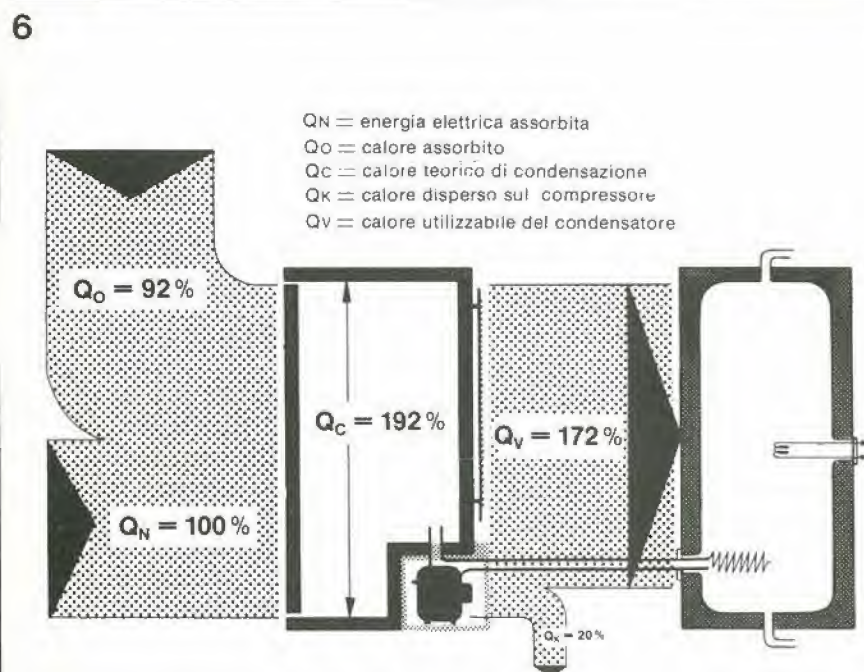 6
QN = energia elettrica assorbita
QO = calore assorbito
QC = calore teorico di condensazione
QK = calore disperso sul compressore
QV = calore utilizzabile del condensatore
QO = 92%
QC = 192%
QV = 172%
QN = 100%
QK = 20%